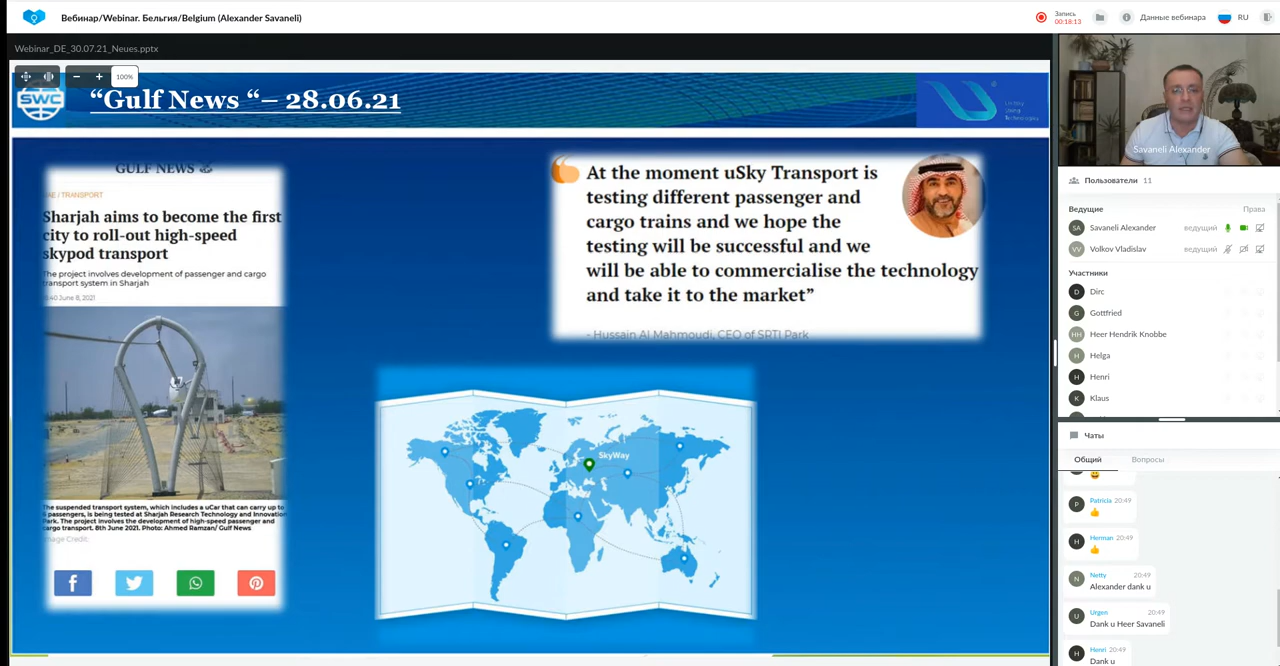 Вебинар/Webinar. Бельгия/Belgium (Alexander Savaneli)
Запись
00:18:13
Данные вебинара
RU
Webinar_DE_30.07.21_Neues.pptx
100%
SWC
“Gulf News “— 28.06.21
Unitsky
String
Technologies
GULF NEWS
UAE / TRANSPORT
Sharjah aims to become the first
city to roll-out high-speed
skypod transport
The project involves development of passenger and cargo
transport system in Sharjah
June 8, 2021
The suspended transport system, which includes a uCar that can carry up to
passengers, is being tested at Sharjah Research Technology and Innovation
Park. The project involves the development of high-speed passenger and
cargo transport. 8th June 2021. Photo: Ahmed Ramzan/ Gulf News
Image Credit:
At the moment uSky Transport is
testing different passenger and
cargo trains and we hope the
testing will be successful and we
will be able to commercialise the technology
and take it to the market”
- Hussain Al Mahmoudi, CEO of SRTI Park
SkyWay
Savaneli Alexander
Пользователи 11
Ведущие Права
SA Savaneli Alexander ведущий
VV Volkov Vladislav ведущий
Участники
D Dirc
G Gottfried
HH Heer Hendrik Knobbe
H Helga
H Henri
K Klaus
Чаты
Общий Вопросы
P Patricia 20:49
H Herman 20:49
N Netty 20:49
Alexander dank u
U Urgen 20:49
Dank u Heer Savaneli
H Henri 20:49
Dank u